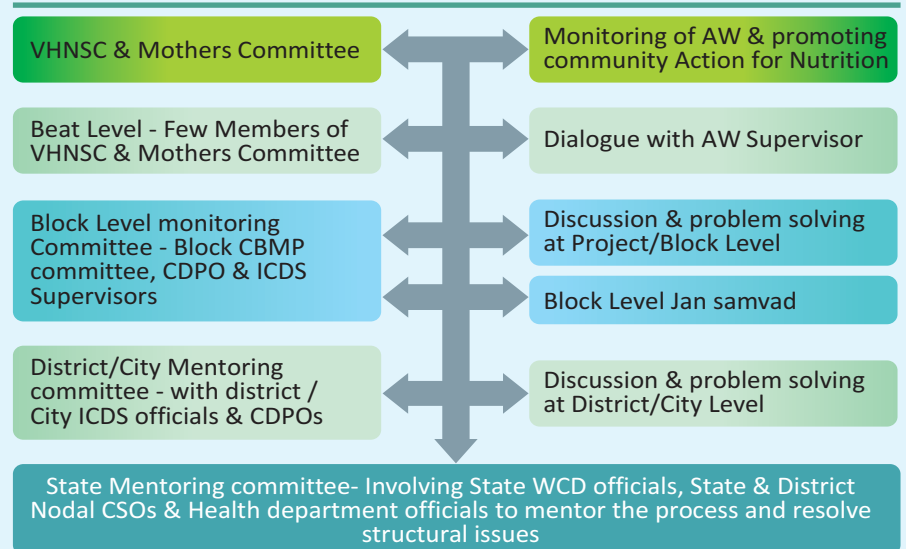 VHNSC & Mothers Committee
Monitoring of AW & promoting
community Action for Nutrition
Beat Level - Few Members of
VHNSC & Mothers Committee
Dialogue with AW Supervisor
Block Level monitoring
Committee - Block CBMP
committee, CDPO & ICDS
Supervisors
Discussion & problem solving
at Project/Block Level
Block Level Jan samvad
District/City Mentoring
committee - with district /
City ICDS officials & CDPOs
Discussion & problem solving
at District/City Level
State Mentoring committee- Involving State WCD officials, State & District
Nodal CSOs & Health department officials to mentor the process and resolve
structural issues